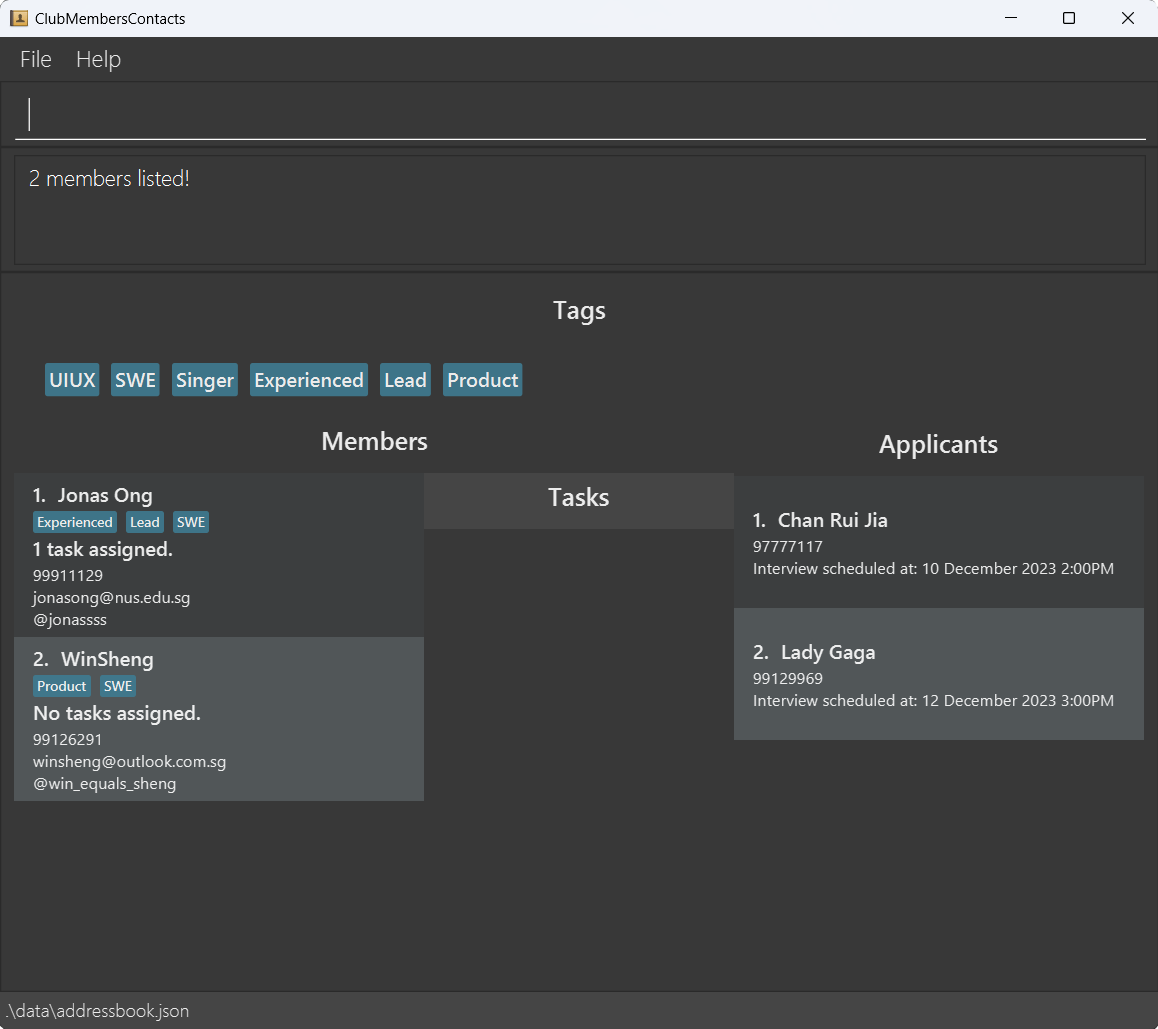 ClubMembersContacts
File Help
2 members listed!
Tags
UIUX SWE Singer Experienced Lead Product
Members
1. Jonas Ong
Experienced Lead SWE
1 task assigned.
99911129
jonasong@nus.edu.sg
@jonassss
2. WinSheng
Product SWE
No tasks assigned.
99126291
winsheng@outlook.com.sg
@win_equals_sheng
Tasks
Applicants
1. Chan Rui Jia
97777117
Interview scheduled at: 10 December 2023 2:00PM
2. Lady Gaga
99129969
Interview scheduled at: 12 December 2023 3:00PM
.\data\addressbook.json